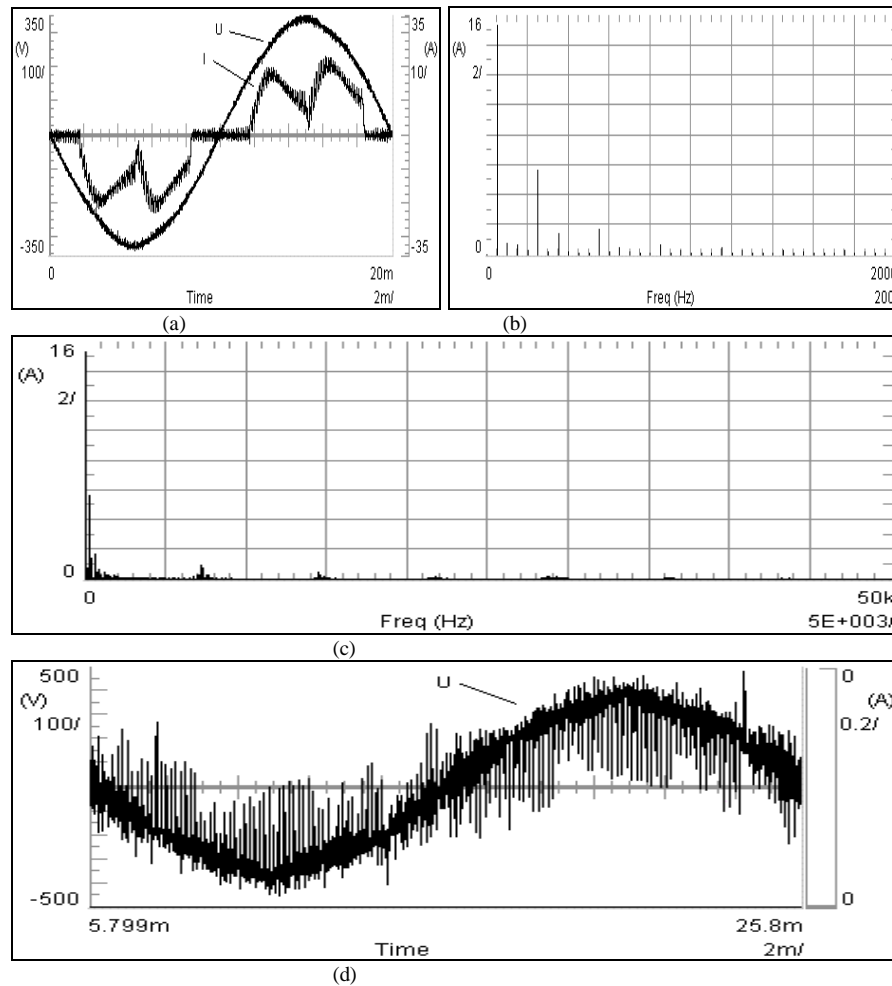 350
(V)
100/
-350
U
I
35
(A)
10/
-35
0
20m
Time
2m/
(a)
16
(A)
2/
0
0
2000
Freq (Hz)
200
(b)
16
(A)
2/
0
0
50k
Freq (Hz)
5E+003/
(c)
500
(V)
100/
-500
U
0
(A)
0.2/
0
5.799m
25.8m
Time
2m/
(d)